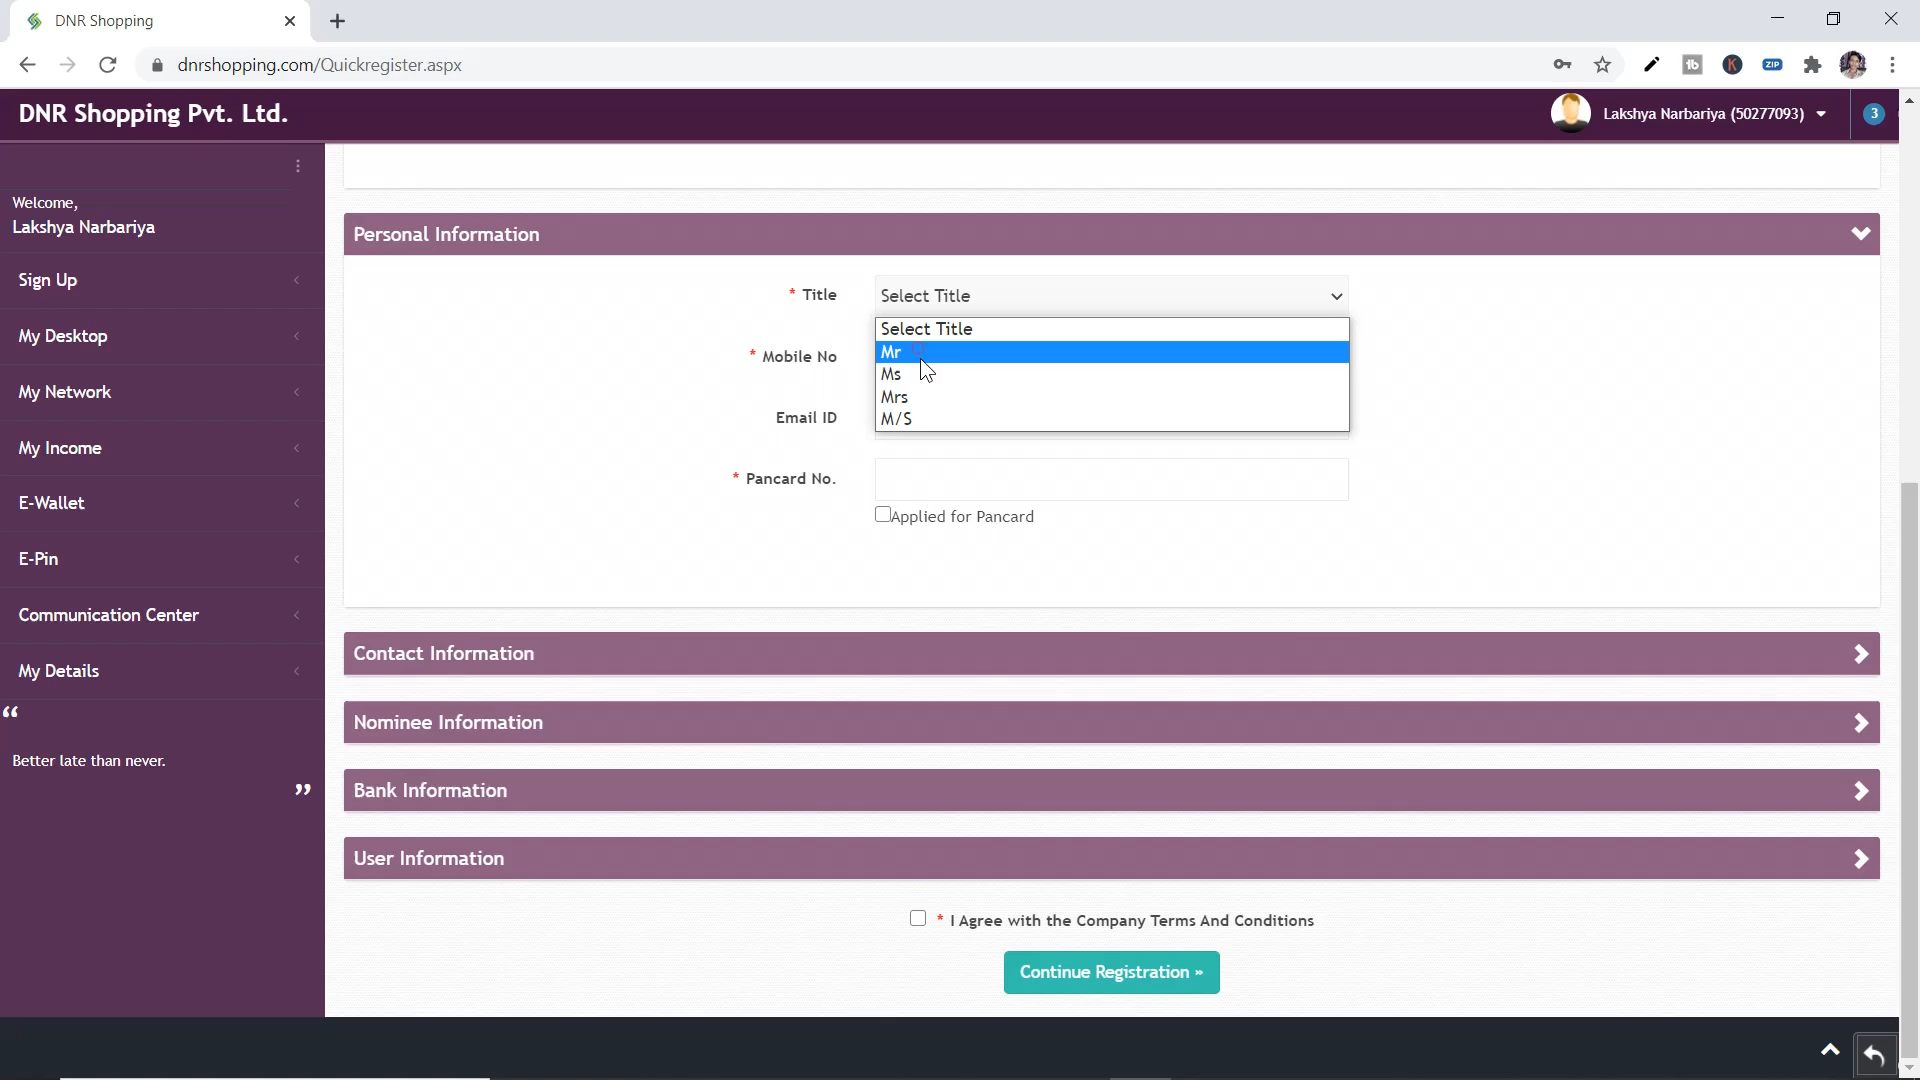 DNR Shopping
dnrshopping.com/Quickregister.aspx
ZIP
K
DNR Shopping Pvt. Ltd.
Lakshya Narbariya (50277093)
3
Welcome,
Lakshya Narbariya
Sign Up
My Desktop
My Network
My Income
E-Wallet
E-Pin
Communication Center
My Details
“
Better late than never.
”
Personal Information
* Title
Select Title
Select Title
Mr
Ms
Mrs
M/S
* Mobile No
Email ID
* Pancard No.
Applied for Pancard
Contact Information
Nominee Information
Bank Information
User Information
* I Agree with the Company Terms And Conditions
Continue Registration »